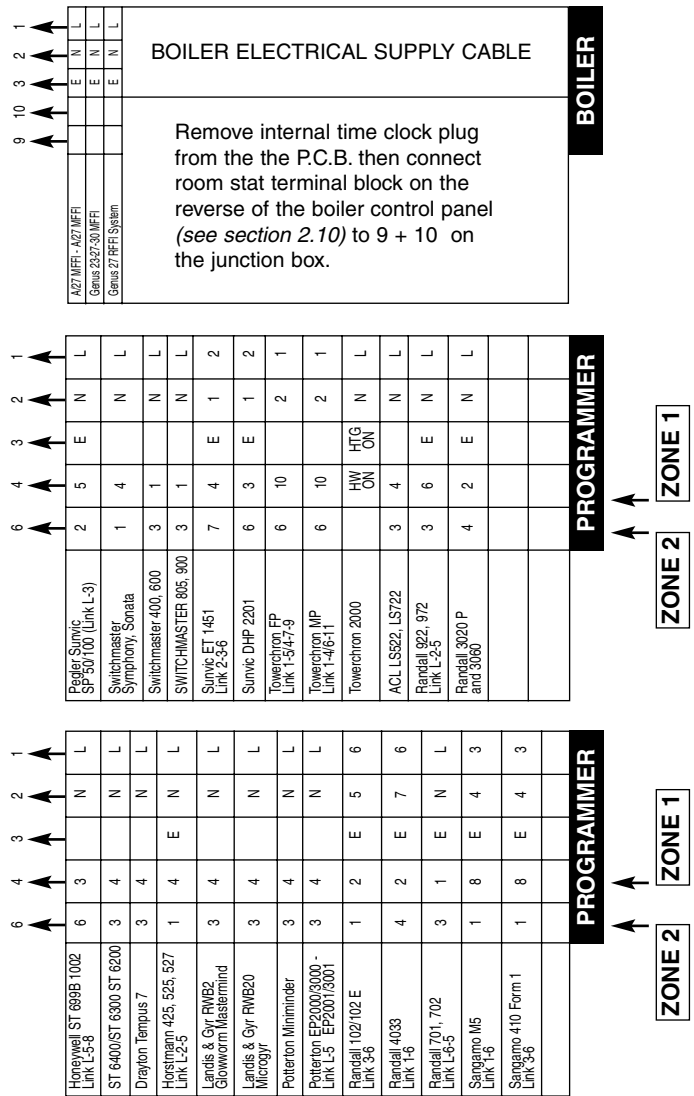 1 2 3 10 9
L N E A/27 MFFI - A/27 MFFI
L N E Genus 23-27-30 MFFI
L N E Genus 27 RFFI System
BOILER ELECTRICAL SUPPLY CABLE
Remove internal time clock plug
from the the P.C.B. then connect
room stat terminal block on the
reverse of the boiler control panel
(see section 2.10) to 9 + 10 on
the junction box.
BOILER
6 4 3 2 1
Pegler Sunvic
SP 50/100 (Link L-3)
2 5 E N L
Switchmaster
Symphony, Sonata
1 4 N L
Switchmaster 400, 600
3 1 N L
SWITCHMASTER 805, 900
3 1 N L
Sunvic ET 1451
Link 2-3-6
7 4 E 1 2
Sunvic DHP 2201
6 3 E 1 2
Towerchron FP
Link 1-5/4-7-9
6 10 2 1
Towerchron MP
Link 1-4/6-11
6 10 2 1
Towerchron 2000
HW
ON
HTG
ON
N L
ACL LS522, LS722
3 4 N L
Randall 922, 972
Link L-2-5
3 6 E N L
Randall 3020 P
and 3060
4 2 E N L
PROGRAMMER
ZONE 2
ZONE 1
6 4 3 2 1
Honeywell ST 699B 1002
Link L-5-8
6 3 N L
ST 6400/ST 6300 ST 6200
3 4 N L
Drayton Tempus 7
3 4 N L
Horstmann 425, 525, 527
Link L-2-5
1 4 E N L
Landis & Gyr RWB2
Glowworm Mastermind
3 4 N L
Landis & Gyr RWB20
Microgyr
3 4 N L
Potterton Miniminder
3 4 N L
Potterton EP2000/3000 -
Link L-5 EP2001/3001
3 4 N L
Randall 102/102 E
Link 3-6
1 2 E 5 6
Randall 4033
Link 1-6
4 2 E 7 6
Randall 701, 702
Link L-6-5
3 1 E N L
Sangamo M5
Link 1-6
1 8 E 4 3
Sangamo 410 Form 1
Link 3-6
1 8 E 4 3
PROGRAMMER
ZONE 2
ZONE 1